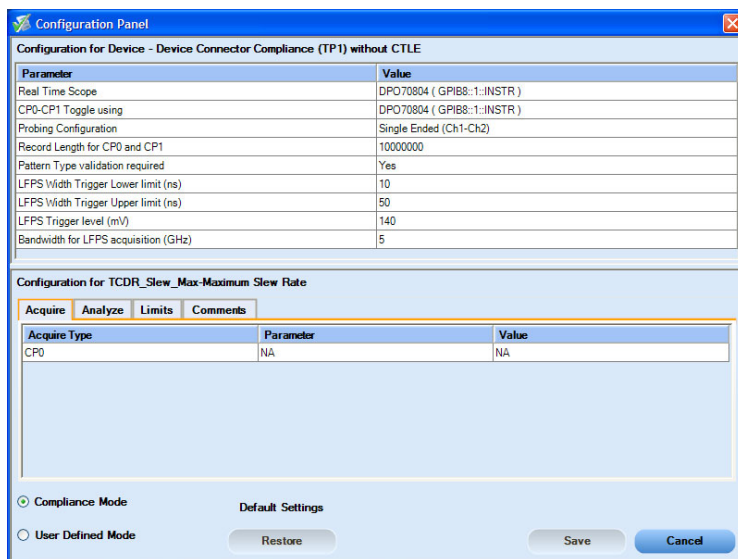 Configuration Panel
Configuration for Device - Device Connector Compliance (TP1) without CTLE
Parameter Value
Real Time Scope DPO70804 ( GPIB8::1::INSTR )
CP0-CP1 Toggle using DPO70804 ( GPIB8::1::INSTR )
Probing Configuration Single Ended (Ch1-Ch2)
Record Length for CP0 and CP1 10000000
Pattern Type validation required Yes
LFPS Width Trigger Lower limit (ns) 10
LFPS Width Trigger Upper limit (ns) 50
LFPS Trigger level (mV) 140
Bandwidth for LFPS acquisition (GHz) 5
Configuration for TCDR_Slew_Max-Maximum Slew Rate
Acquire Analyze Limits Comments
Acquire Type Parameter Value
CP0 NA NA
Compliance Mode Default Settings
User Defined Mode Restore Save Cancel